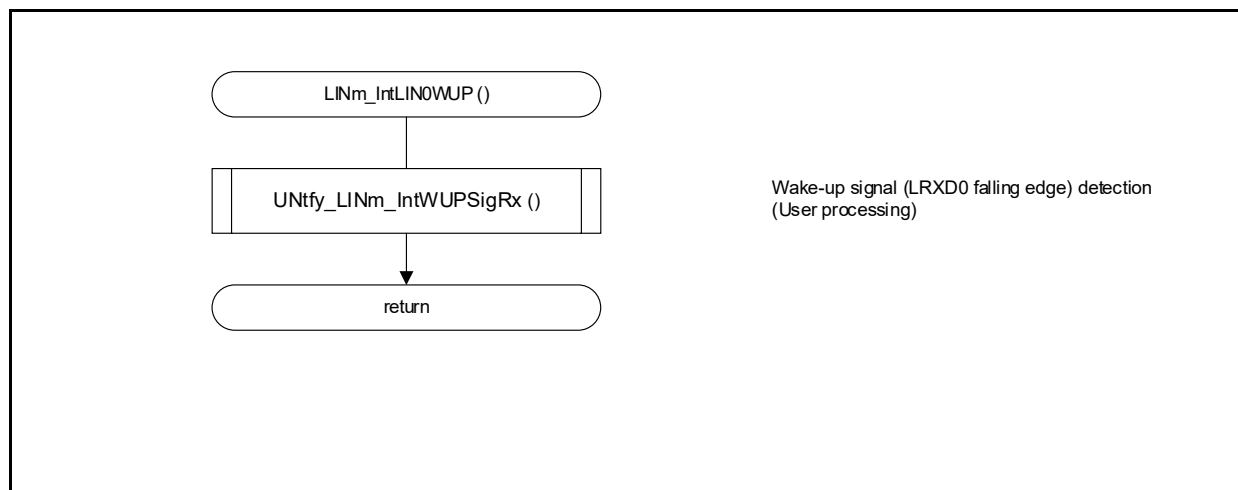 LINm_IntLIN0WUP ()
UNtfy_LINm_IntWUPSigRx ()
Wake-up signal (LRXD0 falling edge) detection
(User processing)
return